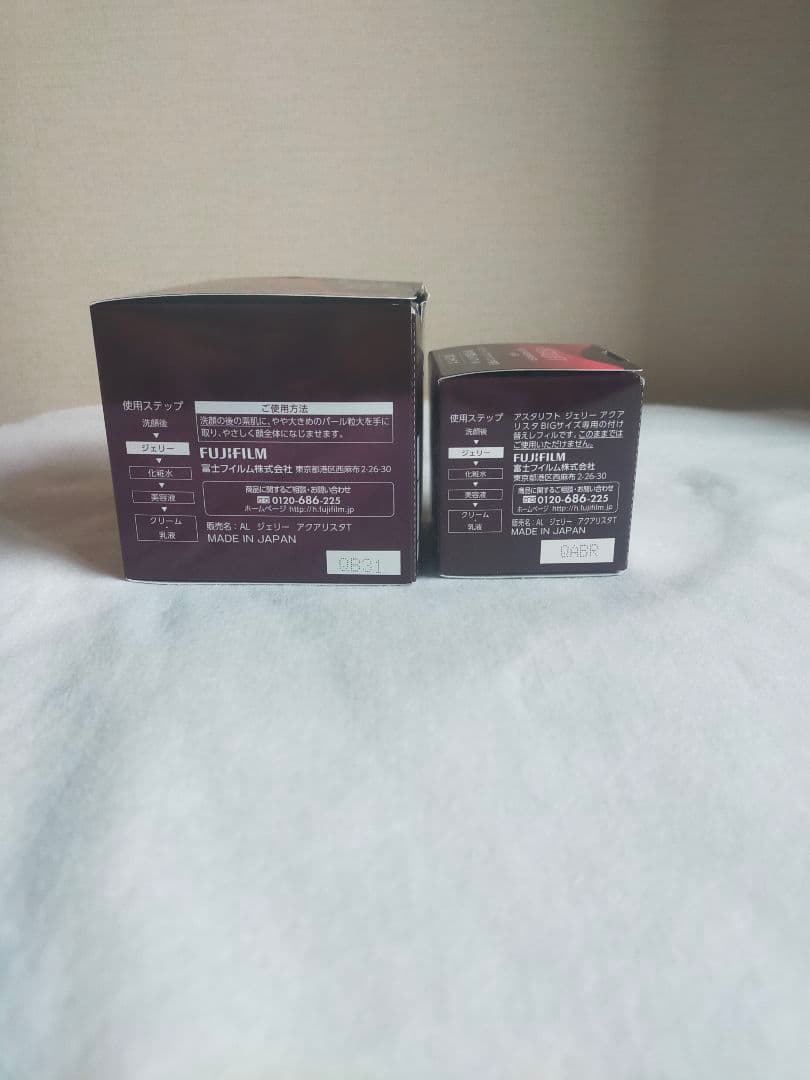 使用ステップ
洗顔後
▼
ジェリー
▼
化粧水
▼
美容液
▼
クリーム
・
乳液
ご使用方法
洗顔の後の素肌に、やや大きめのパール粒大を手に
取り、やさしく顔全体になじませます。
FUJIFILM
富士フイルム株式会社 東京都港区西麻布2-26-30
商品に関するご相談・お問い合わせ
0120-686-225
ホームページ http://h.fujifilm.jp
販売名：AL ジェリー アクアリスタT
MADE IN JAPAN
QB31
使用ステップ
洗顔後
▼
ジェリー
▼
化粧水
▼
美容液
▼
クリーム
・
乳液
アスタリフト ジェリー アクア
リスタ BIGサイズ専用の付け
替えレフィルです。このままでは
ご使用いただけません。
FUJIFILM
富士フイルム株式会社
東京都港区西麻布2-26-30
商品に関するご相談・お問い合わせ
0120-686-225
ホームページ http://h.fujifilm.jp
販売名：AL ジェリー アクアリスタT
MADE IN JAPAN
QABR